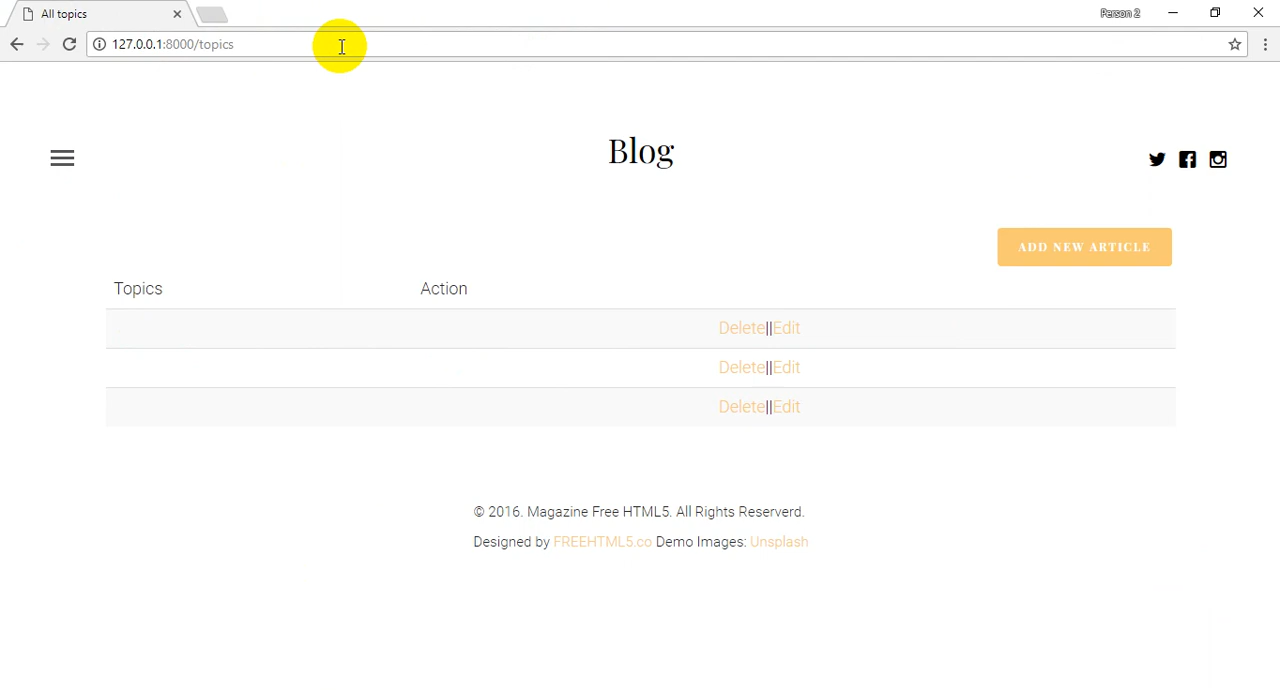 All topics
Person 2
127.0.0.1:8000/topics
Blog
ADD NEW ARTICLE
Topics Action
Delete||Edit
Delete||Edit
Delete||Edit
© 2016. Magazine Free HTML5. All Rights Reserverd.
Designed by FREEHTML5.co Demo Images: Unsplash